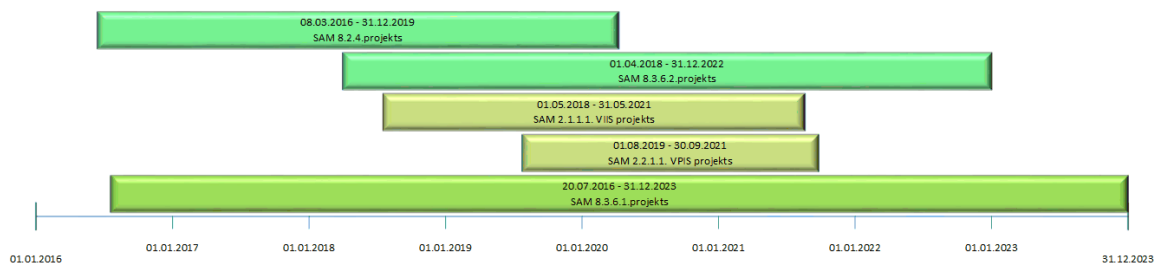 08.03.2016 - 31.12.2019
SAM 8.2.4.projekts
01.04.2018 - 31.12.2022
SAM 8.3.6.2.projekts
01.05.2018 - 31.05.2021
SAM 2.1.1.1. VIIS projekts
01.08.2019 - 30.09.2021
SAM 2.2.1.1. VPIS projekts
20.07.2016 - 31.12.2023
SAM 8.3.6.1.projekts
01.01.2017 01.01.2018 01.01.2019 01.01.2020 01.01.2021 01.01.2022 01.01.2023
01.01.2016 31.12.2023